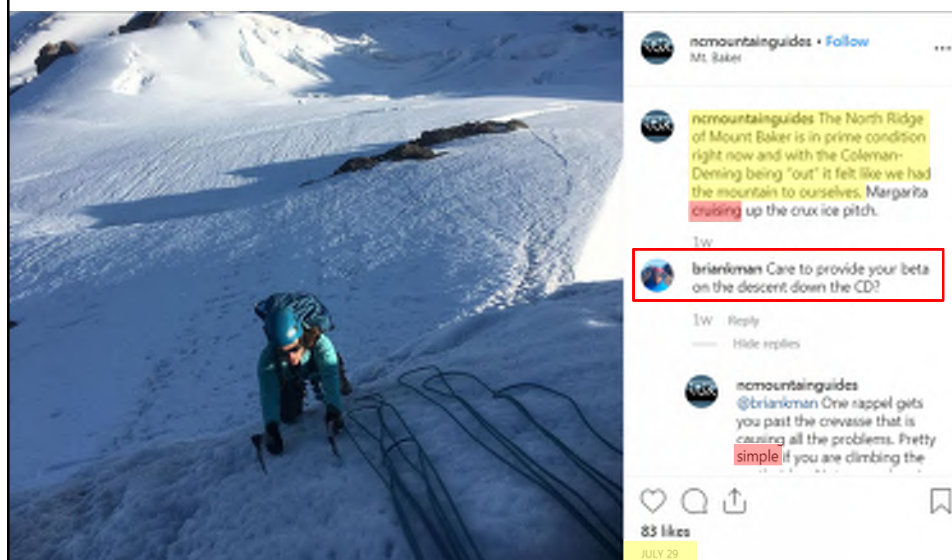 ncmountainguides • Follow
Mt. Baker
ncmountainguides The North Ridge
of Mount Baker is in prime condition
right now and with the Coleman-
Deming being "out" it felt like we had
the mountain to ourselves. Margarita
cruising up the crux ice pitch.
1w
briankman Care to provide your beta
on the descent down the CD?
1w Reply
Hide replies
ncmountainguides
@briankman One rappel gets
you past the crevasse that is
causing all the problems. Pretty
simple if you are climbing the
83 likes
JULY 29